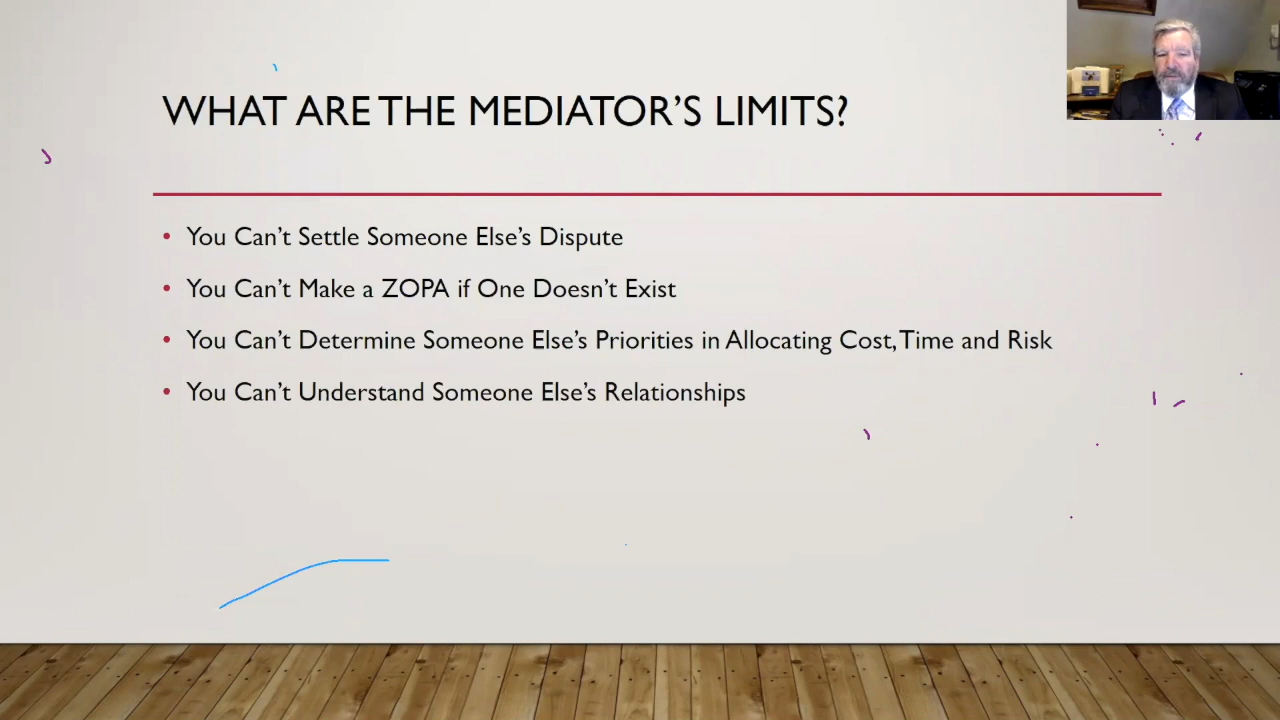 WHAT ARE THE MEDIATOR'S LIMITS?
• You Can't Settle Someone Else's Dispute
• You Can't Make a ZOPA if One Doesn't Exist
• You Can't Determine Someone Else's Priorities in Allocating Cost, Time and Risk
• You Can't Understand Someone Else's Relationships